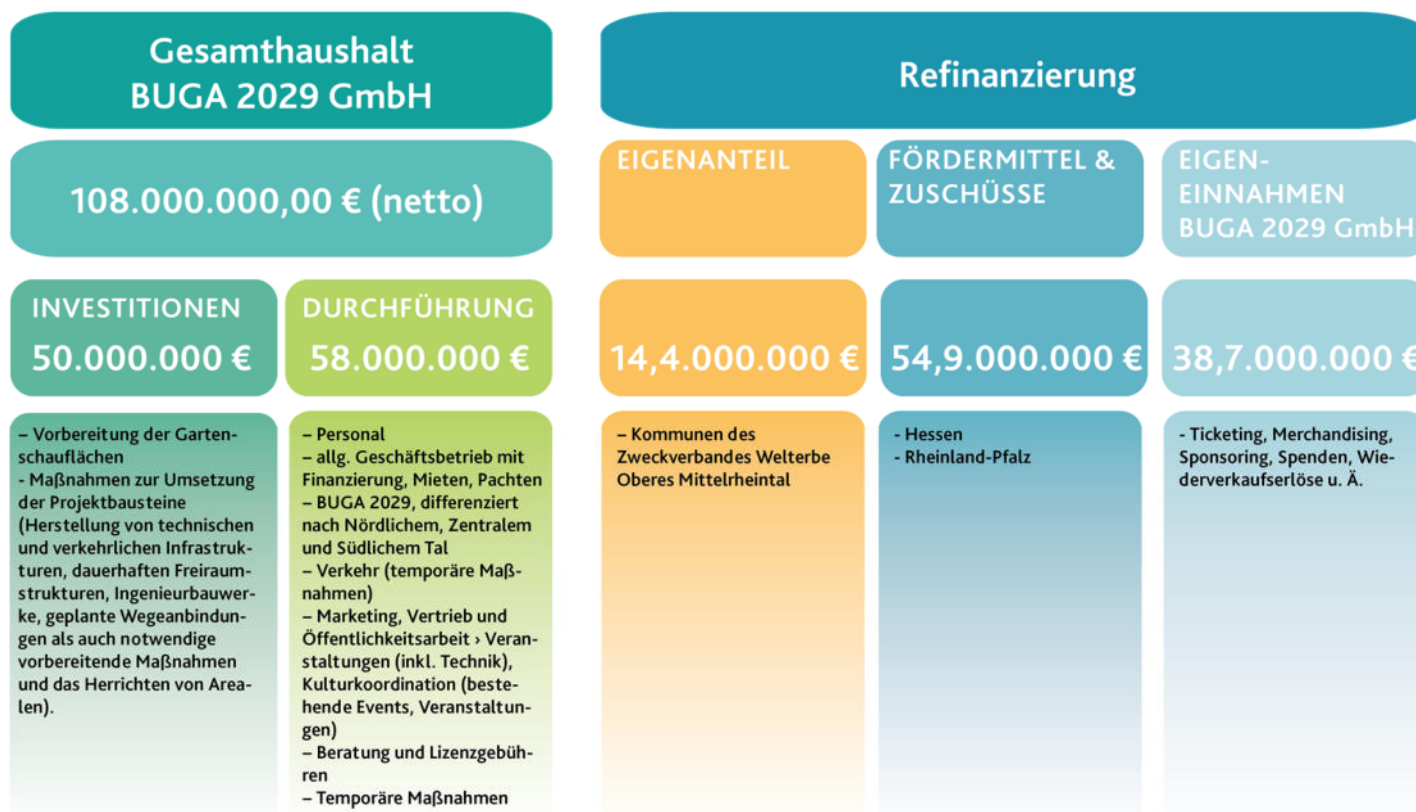 Gesamthaushalt
BUGA 2029 GmbH
108.000.000,00 € (netto)
INVESTITIONEN
50.000.000 €
– Vorbereitung der Garten-
schauflächen
- Maßnahmen zur Umsetzung
der Projektbausteine
(Herstellung von technischen
und verkehrlichen Infrastruk-
turen, dauerhaften Freiraum-
strukturen, Ingenieurbauwer-
ke, geplante Wegeanbindun-
gen als auch notwendige
vorbereitende Maßnahmen
und das Herrichten von Area-
len).
DURCHFÜHRUNG
58.000.000 €
– Personal
– allg. Geschäftsbetrieb mit
Finanzierung, Mieten, Pachten
– BUGA 2029, differenziert
nach Nördlichem, Zentralem
und Südlichem Tal
– Verkehr (temporäre Maß-
nahmen)
– Marketing, Vertrieb und
Öffentlichkeitsarbeit › Veran-
staltungen (inkl. Technik),
Kulturkoordination (beste-
hende Events, Veranstaltun-
gen)
– Beratung und Lizenzgebüh-
ren
– Temporäre Maßnahmen
Refinanzierung
EIGENANTEIL
14,4.000.000 €
– Kommunen des
Zweckverbandes Welterbe
Oberes Mittelrheintal
FÖRDERMITTEL &
ZUSCHÜSSE
54,9.000.000 €
- Hessen
- Rheinland-Pfalz
EIGEN-
EINNAHMEN
BUGA 2029 GmbH
38,7.000.000 €
- Ticketing, Merchandising,
Sponsoring, Spenden, Wie-
derverkaufserlöse u. Ä.